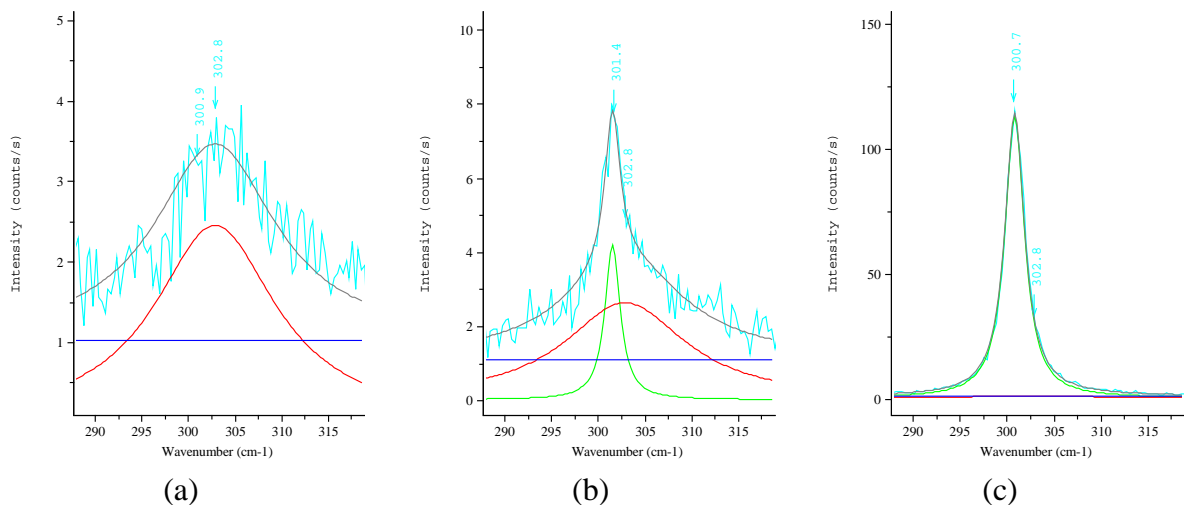 5
4
3
2
1
302.8
300.9
Intensity (counts/s)
290 295 300 305 310 315
Wavenumber (cm-1)
(a)
10
8
6
4
2
0
301.4
302.8
Intensity (counts/s)
290 295 300 305 310 315
Wavenumber (cm-1)
(b)
150
100
50
0
300.7
302.8
Intensity (counts/s)
290 295 300 305 310 315
Wavenumber (cm-1)
(c)